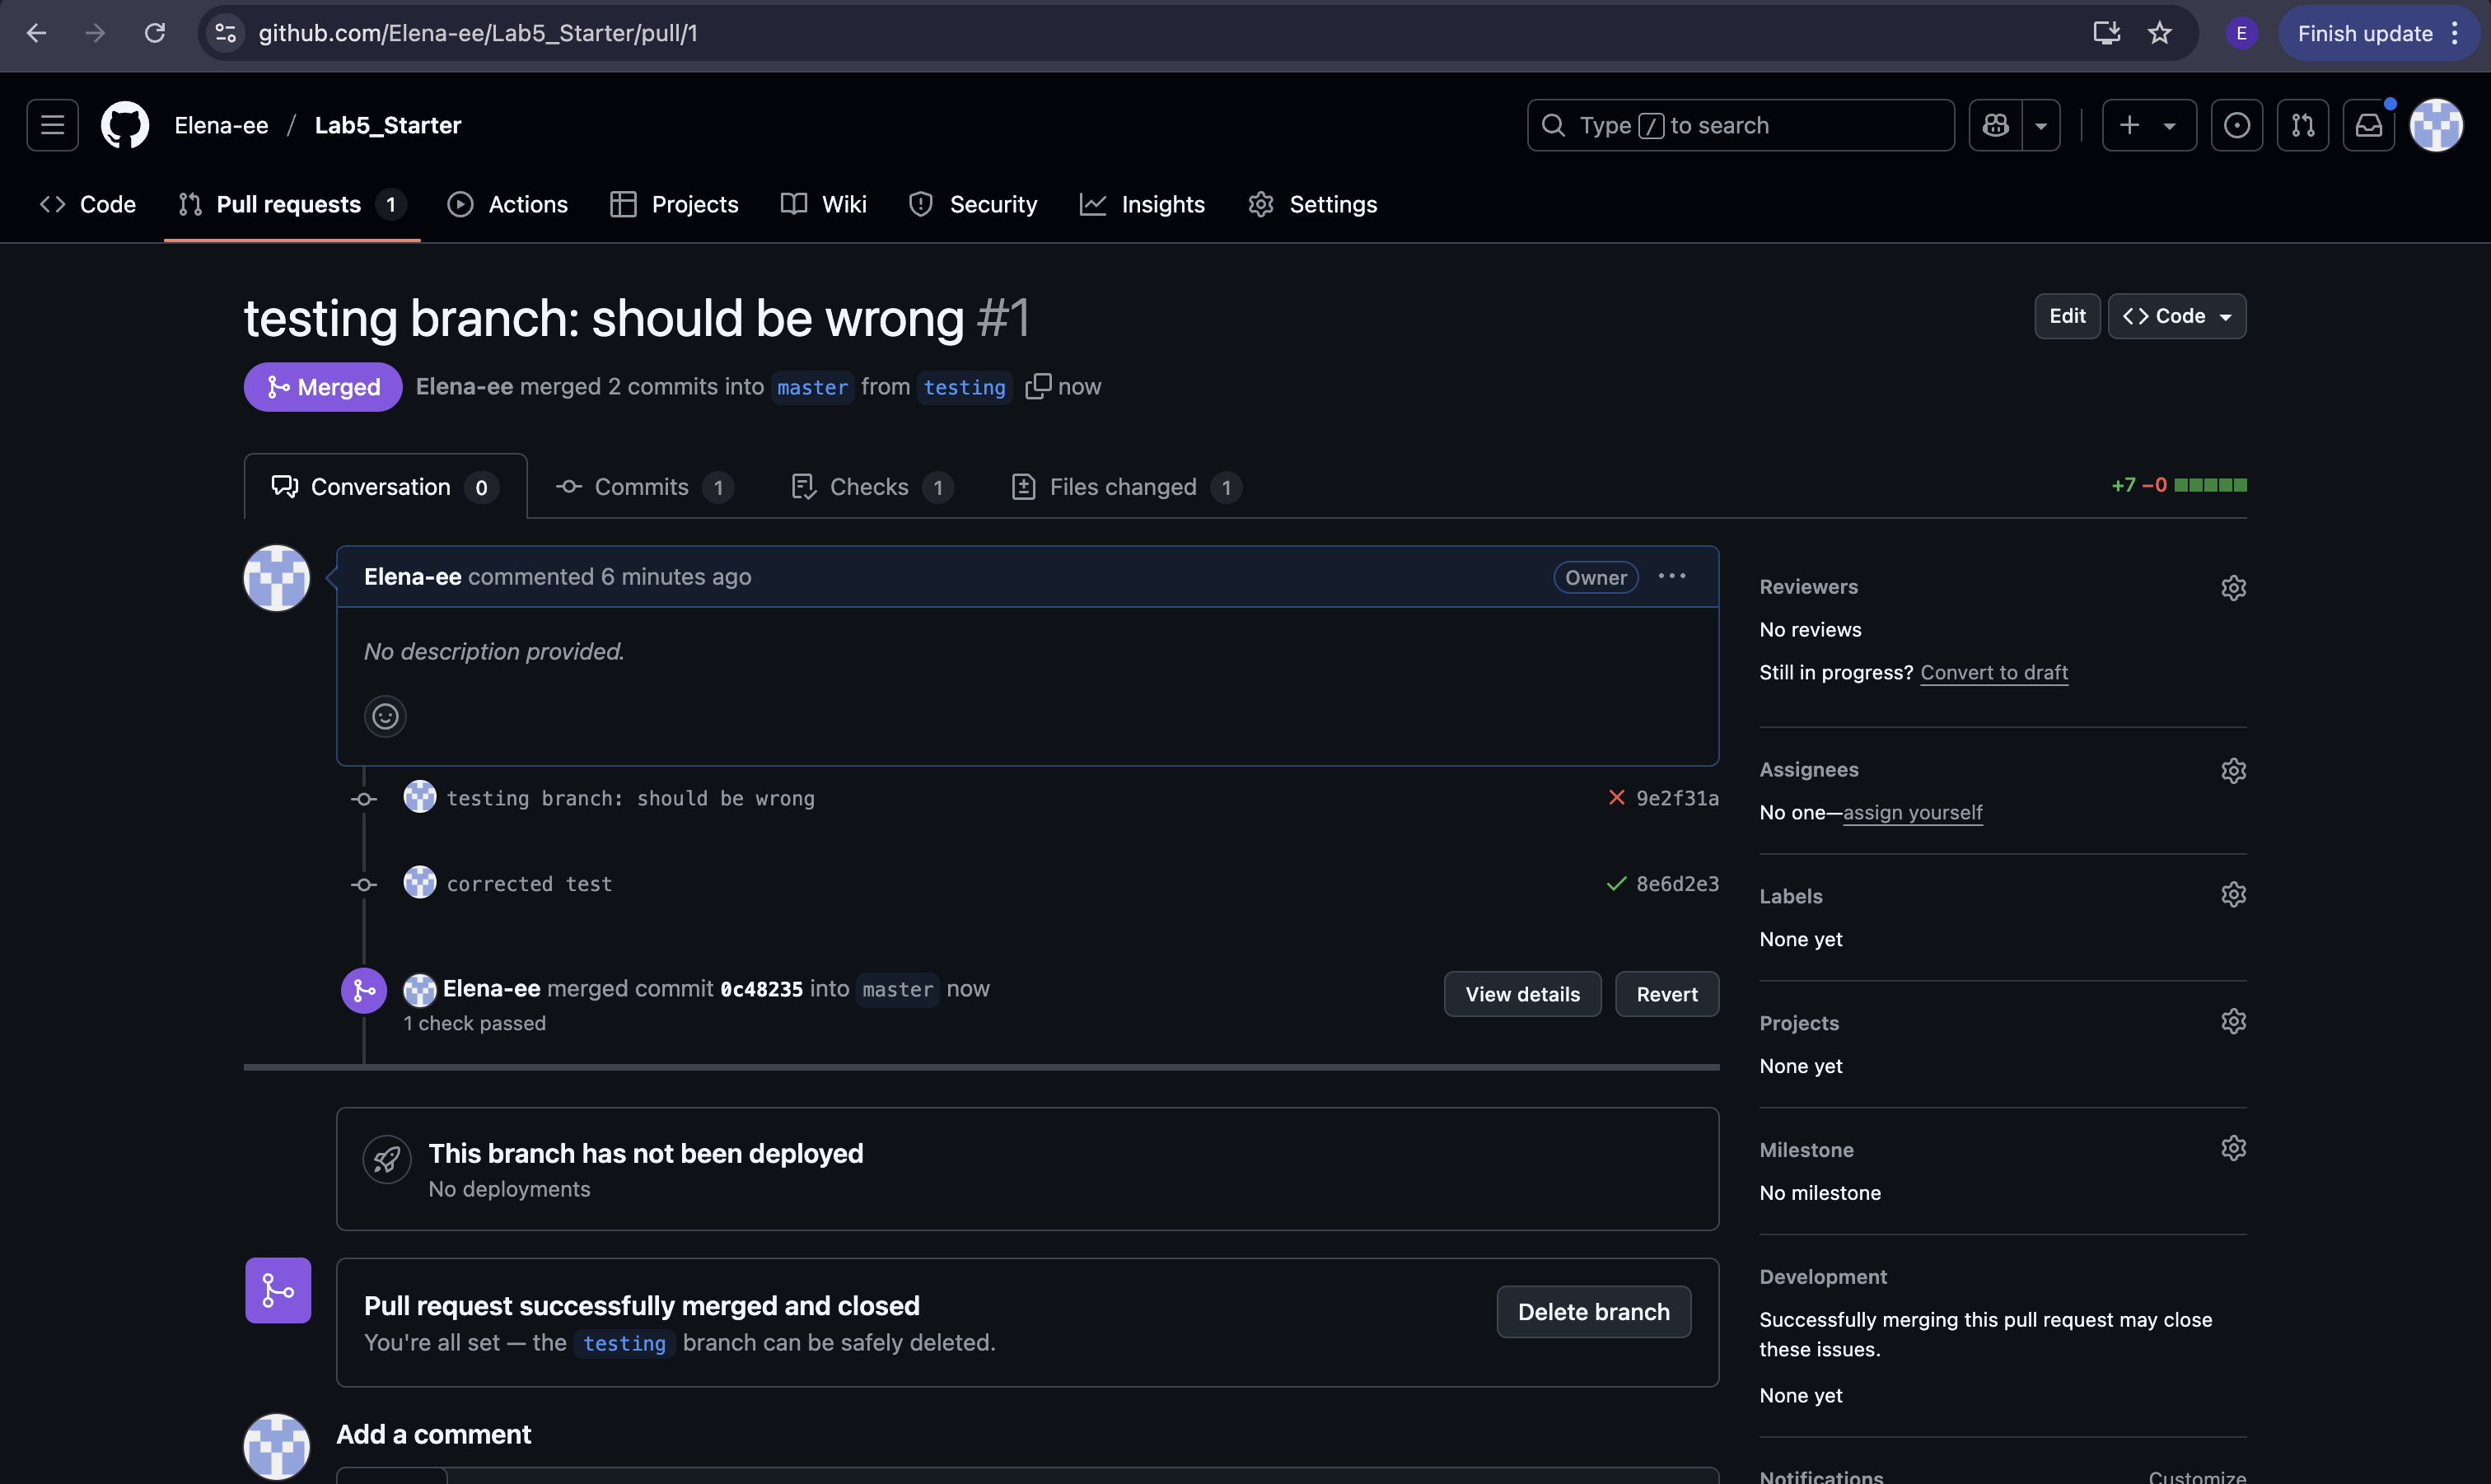 github.com/Elena-ee/Lab5_Starter/pull/1
E
Finish update
Elena-ee / Lab5_Starter
Type / to search
Code
Pull requests 1
Actions
Projects
Wiki
Security
Insights
Settings
testing branch: should be wrong #1
Edit
Code
Merged
Elena-ee merged 2 commits into master from testing now
Conversation 0
Commits 1
Checks 1
Files changed 1
+7 −0
Elena-ee commented 6 minutes ago
Owner
No description provided.
testing branch: should be wrong
9e2f31a
corrected test
8e6d2e3
Elena-ee merged commit 0c48235 into master now
1 check passed
View details
Revert
This branch has not been deployed
No deployments
Pull request successfully merged and closed
You're all set — the testing branch can be safely deleted.
Delete branch
Add a comment
Reviewers
No reviews
Still in progress? Convert to draft
Assignees
No one—assign yourself
Labels
None yet
Projects
None yet
Milestone
No milestone
Development
Successfully merging this pull request may close
these issues.
None yet
Notifications
Customize